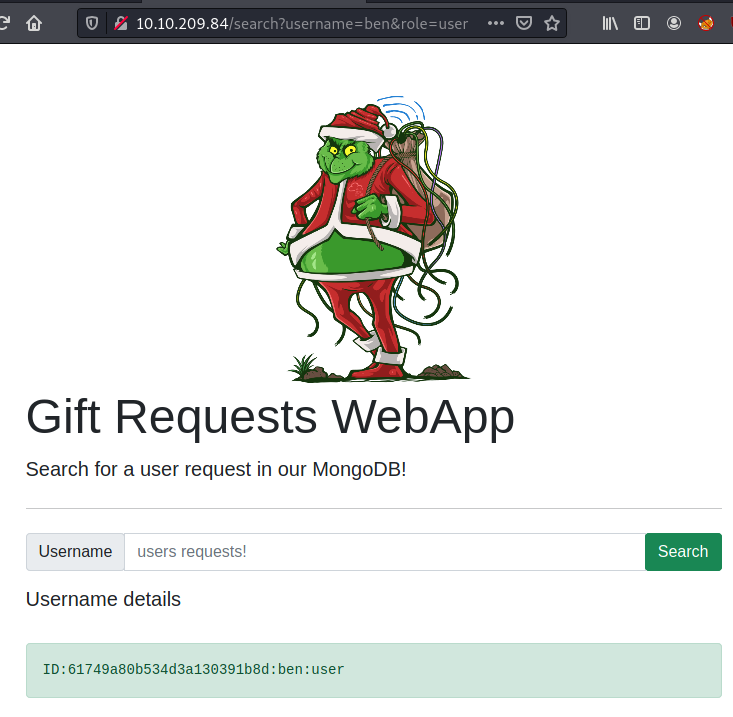 10.10.209.84/search?username=ben&role=user
Gift Requests WebApp
Search for a user request in our MongoDB!
Username users requests! Search
Username details
ID:61749a80b534d3a130391b8d:ben:user